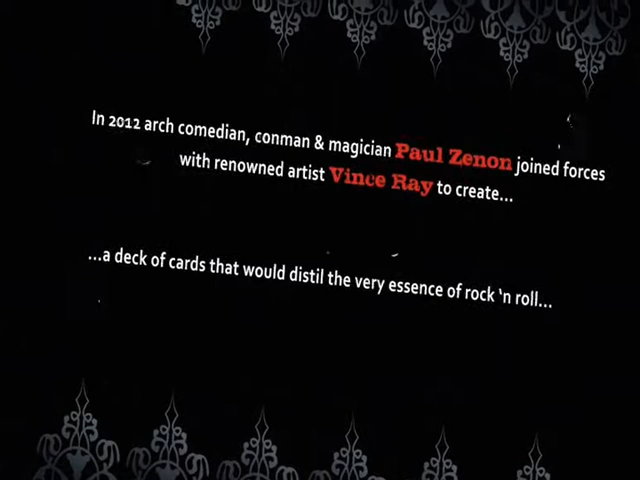 In 2012 arch comedian, conman & magician Paul Zenon joined forces
with renowned artist Vince Ray to create...
...a deck of cards that would distil the very essence of rock 'n roll...